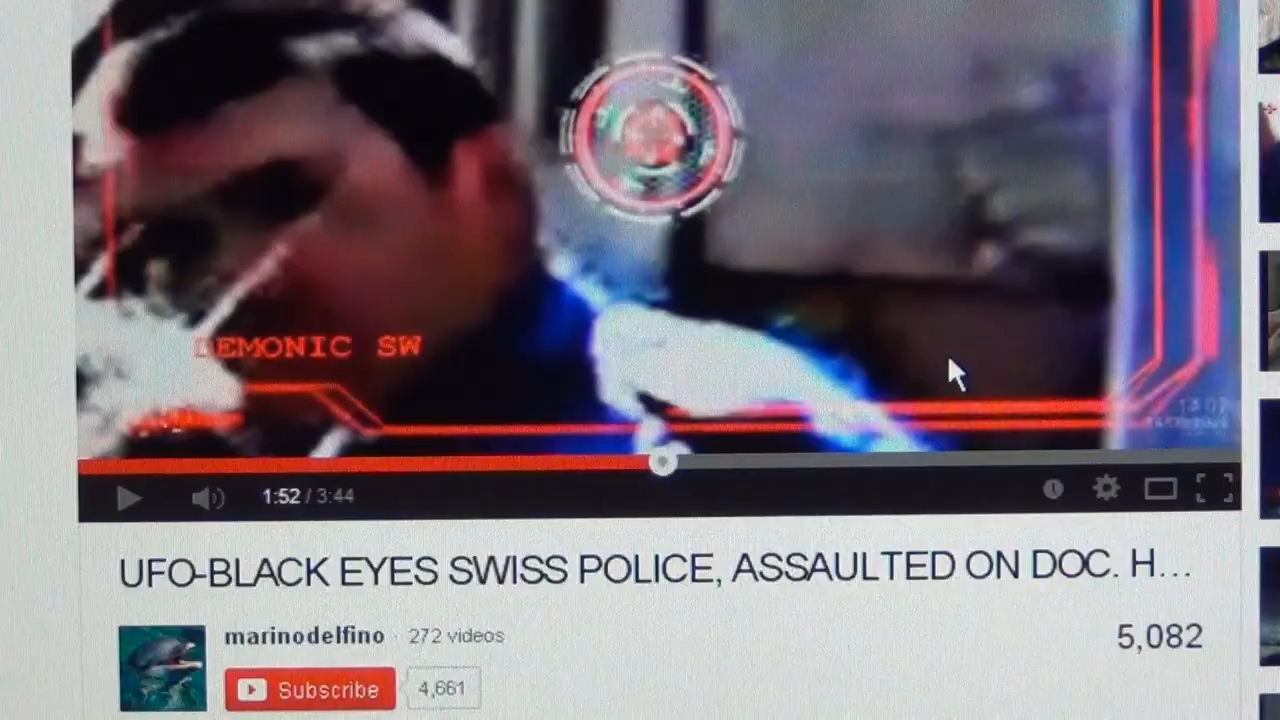 DEMONIC SW
1:52 / 3:44
UFO-BLACK EYES SWISS POLICE, ASSAULTED ON DOC. H...
marinodelfino · 272 videos
5,082
Subscribe
4,661